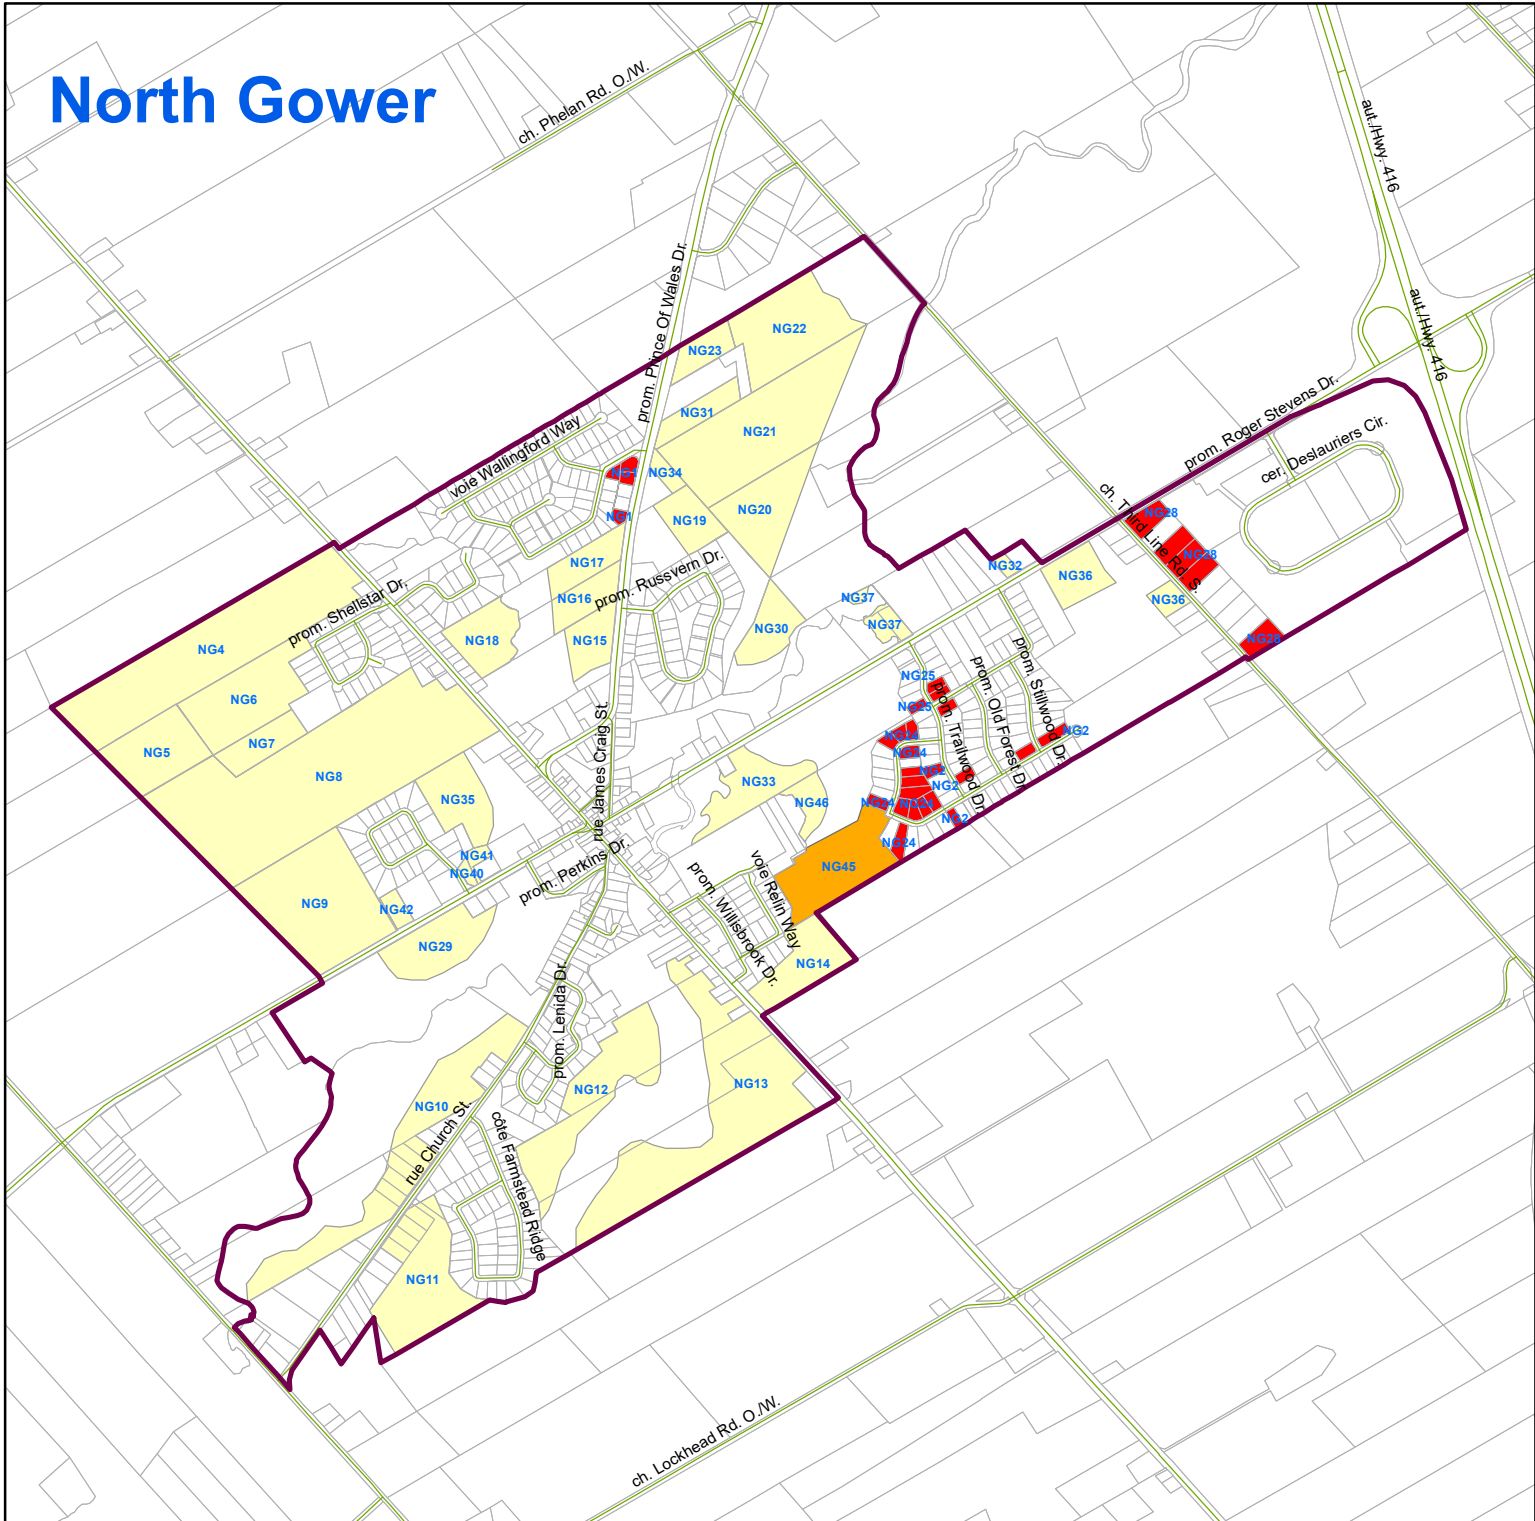 North Gower
ch. Phelan Rd. O./W.
aut./Hwy. 416
aut./Hwy. 416
prom. Prince Of Wales Dr.
NG22
NG23
NG31
NG21
voie Wallingford Way
NG1
NG34
prom. Roger Stevens Dr.
cer. Deslauriers Cir.
ch. Third Line Rd. S.
NG28
NG1
NG19
NG20
NG28
NG17
prom. Russvern Dr.
NG32
NG36
NG36
prom. Shellstar Dr.
NG16
NG37
NG37
NG18
NG15
NG30
NG28
NG4
NG25
NG25
prom. Stillwood Dr.
prom. Old Forest Dr.
prom. Trailwood Dr.
NG6
NG5
NG7
NG8
rue James Craig St.
NG24
NG24
NG2
NG2
NG2
NG33
NG46
NG24
NG24
NG2
NG24
NG35
NG41
NG40
prom. Perkins Dr.
NG45
voie Relin Way
prom. Willisbrook Dr.
NG9
NG42
NG29
NG14
prom. Lenida Dr.
NG12
NG13
NG10
rue Church St.
côte Farmstead Ridge
NG11
ch. Lockhead Rd. O./W.